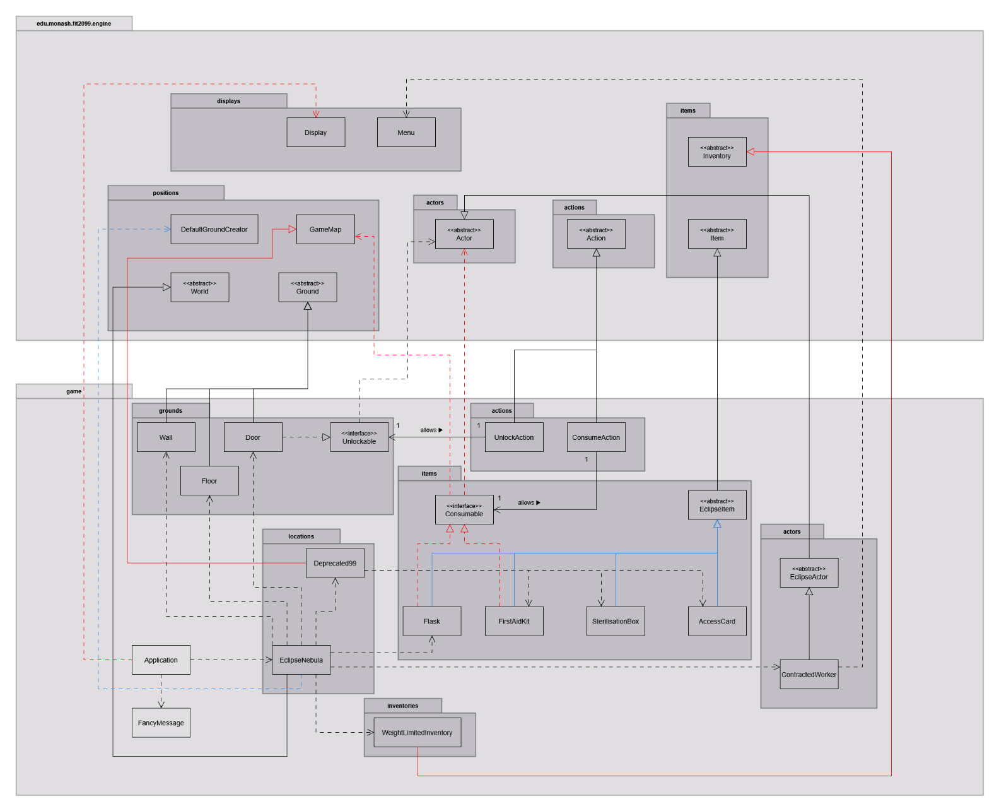 edu.monash.fit2099.engine
displays
Display
Menu
items
<<abstract>>
Inventory
positions
DefaultGroundCreator
GameMap
<<abstract>>
World
<<abstract>>
Ground
actors
<<abstract>>
Actor
actions
<<abstract>>
Action
<<abstract>>
Item
game
grounds
Wall
Door
<<interface>>
Unlockable
Floor
1
allows ▶
1
actions
UnlockAction
ConsumeAction
1
items
<<interface>>
Consumable
1
allows ▶
<<abstract>>
EclipseItem
Flask
FirstAidKit
SterilisationBox
AccessCard
locations
Deprecated99
EclipseNebula
actors
<<abstract>>
EclipseActor
ContractedWorker
Application
FancyMessage
inventories
WeightLimitedInventory